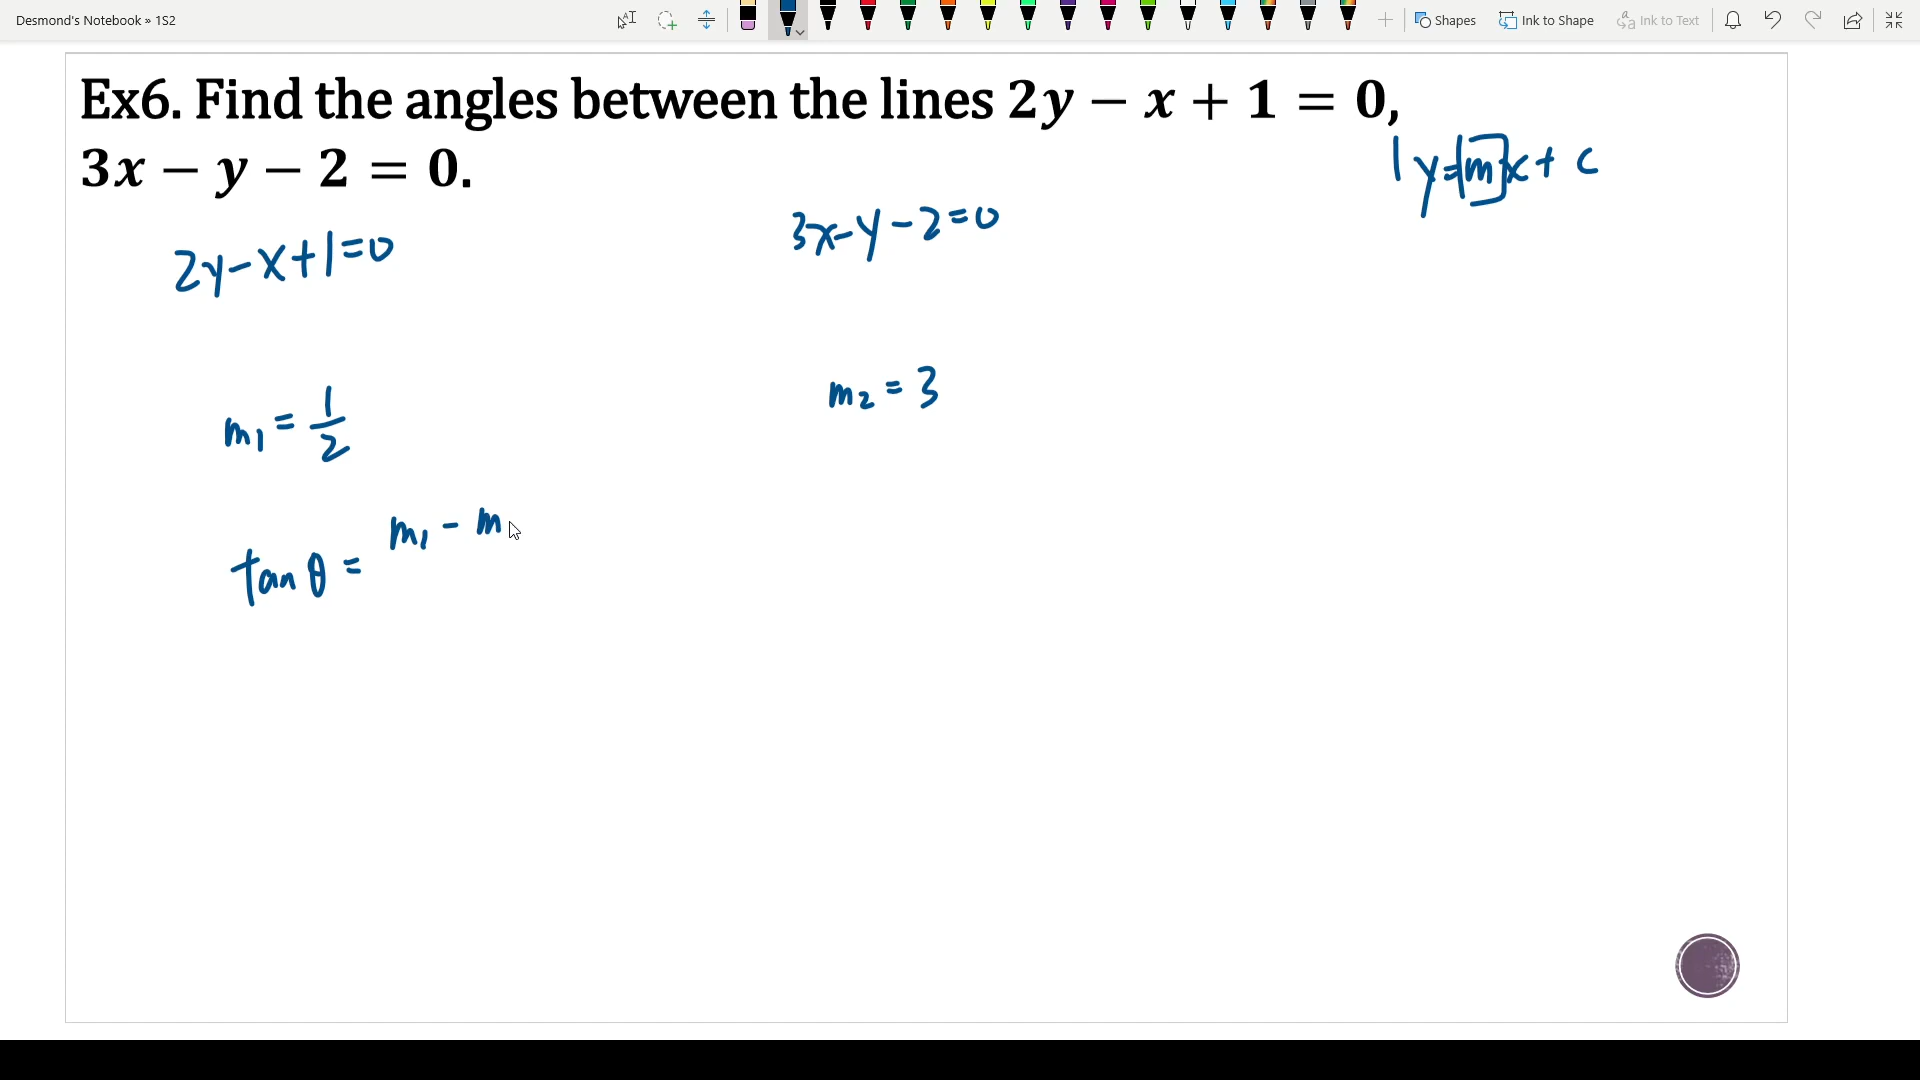 Desmond's Notebook » 1S2
Shapes
Ink to Shape
Ink to Text
Ex6. Find the angles between the lines 2y − x + 1 = 0,
3x − y − 2 = 0.
1 y=[m]x + c
2y-x+1=0
3x-y-2=0
m₁ = 1/2
m₂ = 3
tan θ = m₁ - m